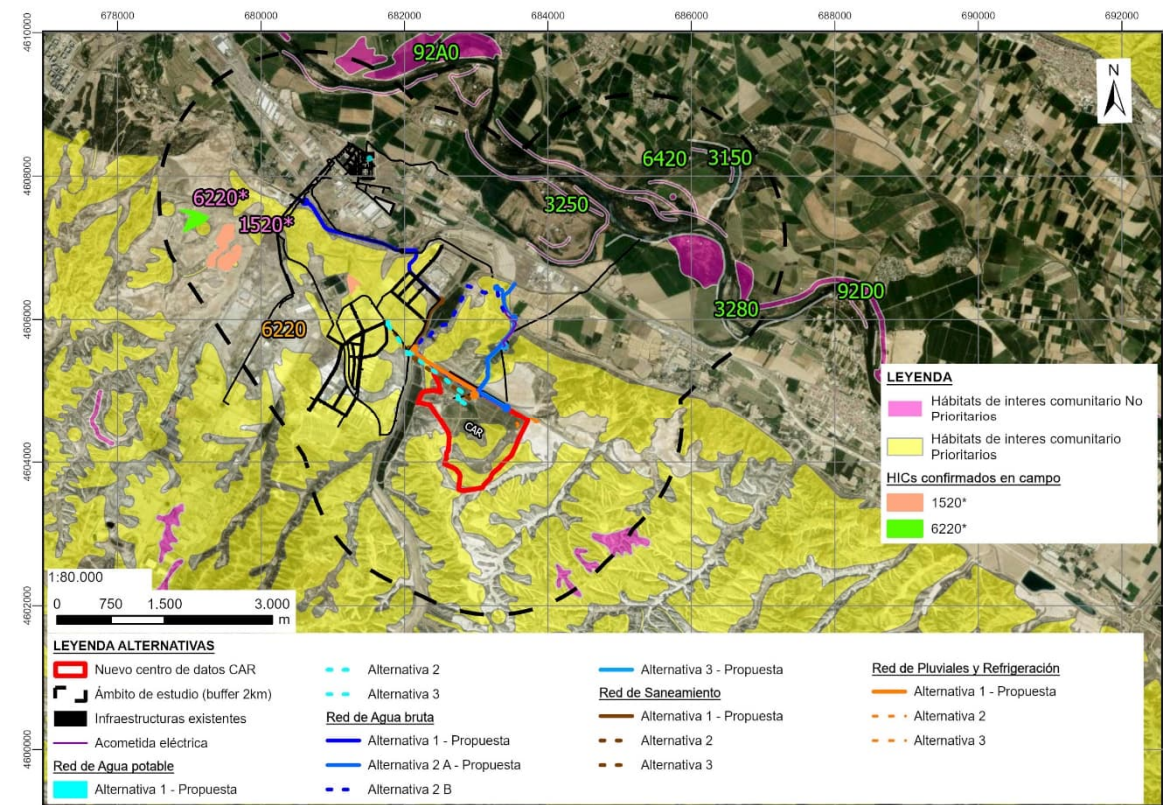 678000 680000 682000 684000 686000 688000 690000 692000
4610000
92A0
N
4608000
6420 3150
6220*
1520*
3250
4606000
3280
92D0
6220
LEYENDA
Hábitats de interes comunitario No
Prioritarios
Hábitats de interes comunitario
Prioritarios
HICs confirmados en campo
1520*
6220*
CAR
4604000
1:80.000
0 750 1.500 3.000
m
4602000
LEYENDA ALTERNATIVAS
Nuevo centro de datos CAR
Ámbito de estudio (buffer 2km)
Infraestructuras existentes
Acometida eléctrica
Red de Agua potable
Alternativa 1 - Propuesta
Alternativa 2
Alternativa 3
Red de Agua bruta
Alternativa 1 - Propuesta
Alternativa 2 A - Propuesta
Alternativa 2 B
Alternativa 3 - Propuesta
Red de Saneamiento
Alternativa 1 - Propuesta
Alternativa 2
Alternativa 3
Red de Pluviales y Refrigeración
Alternativa 1 - Propuesta
Alternativa 2
Alternativa 3
4600000